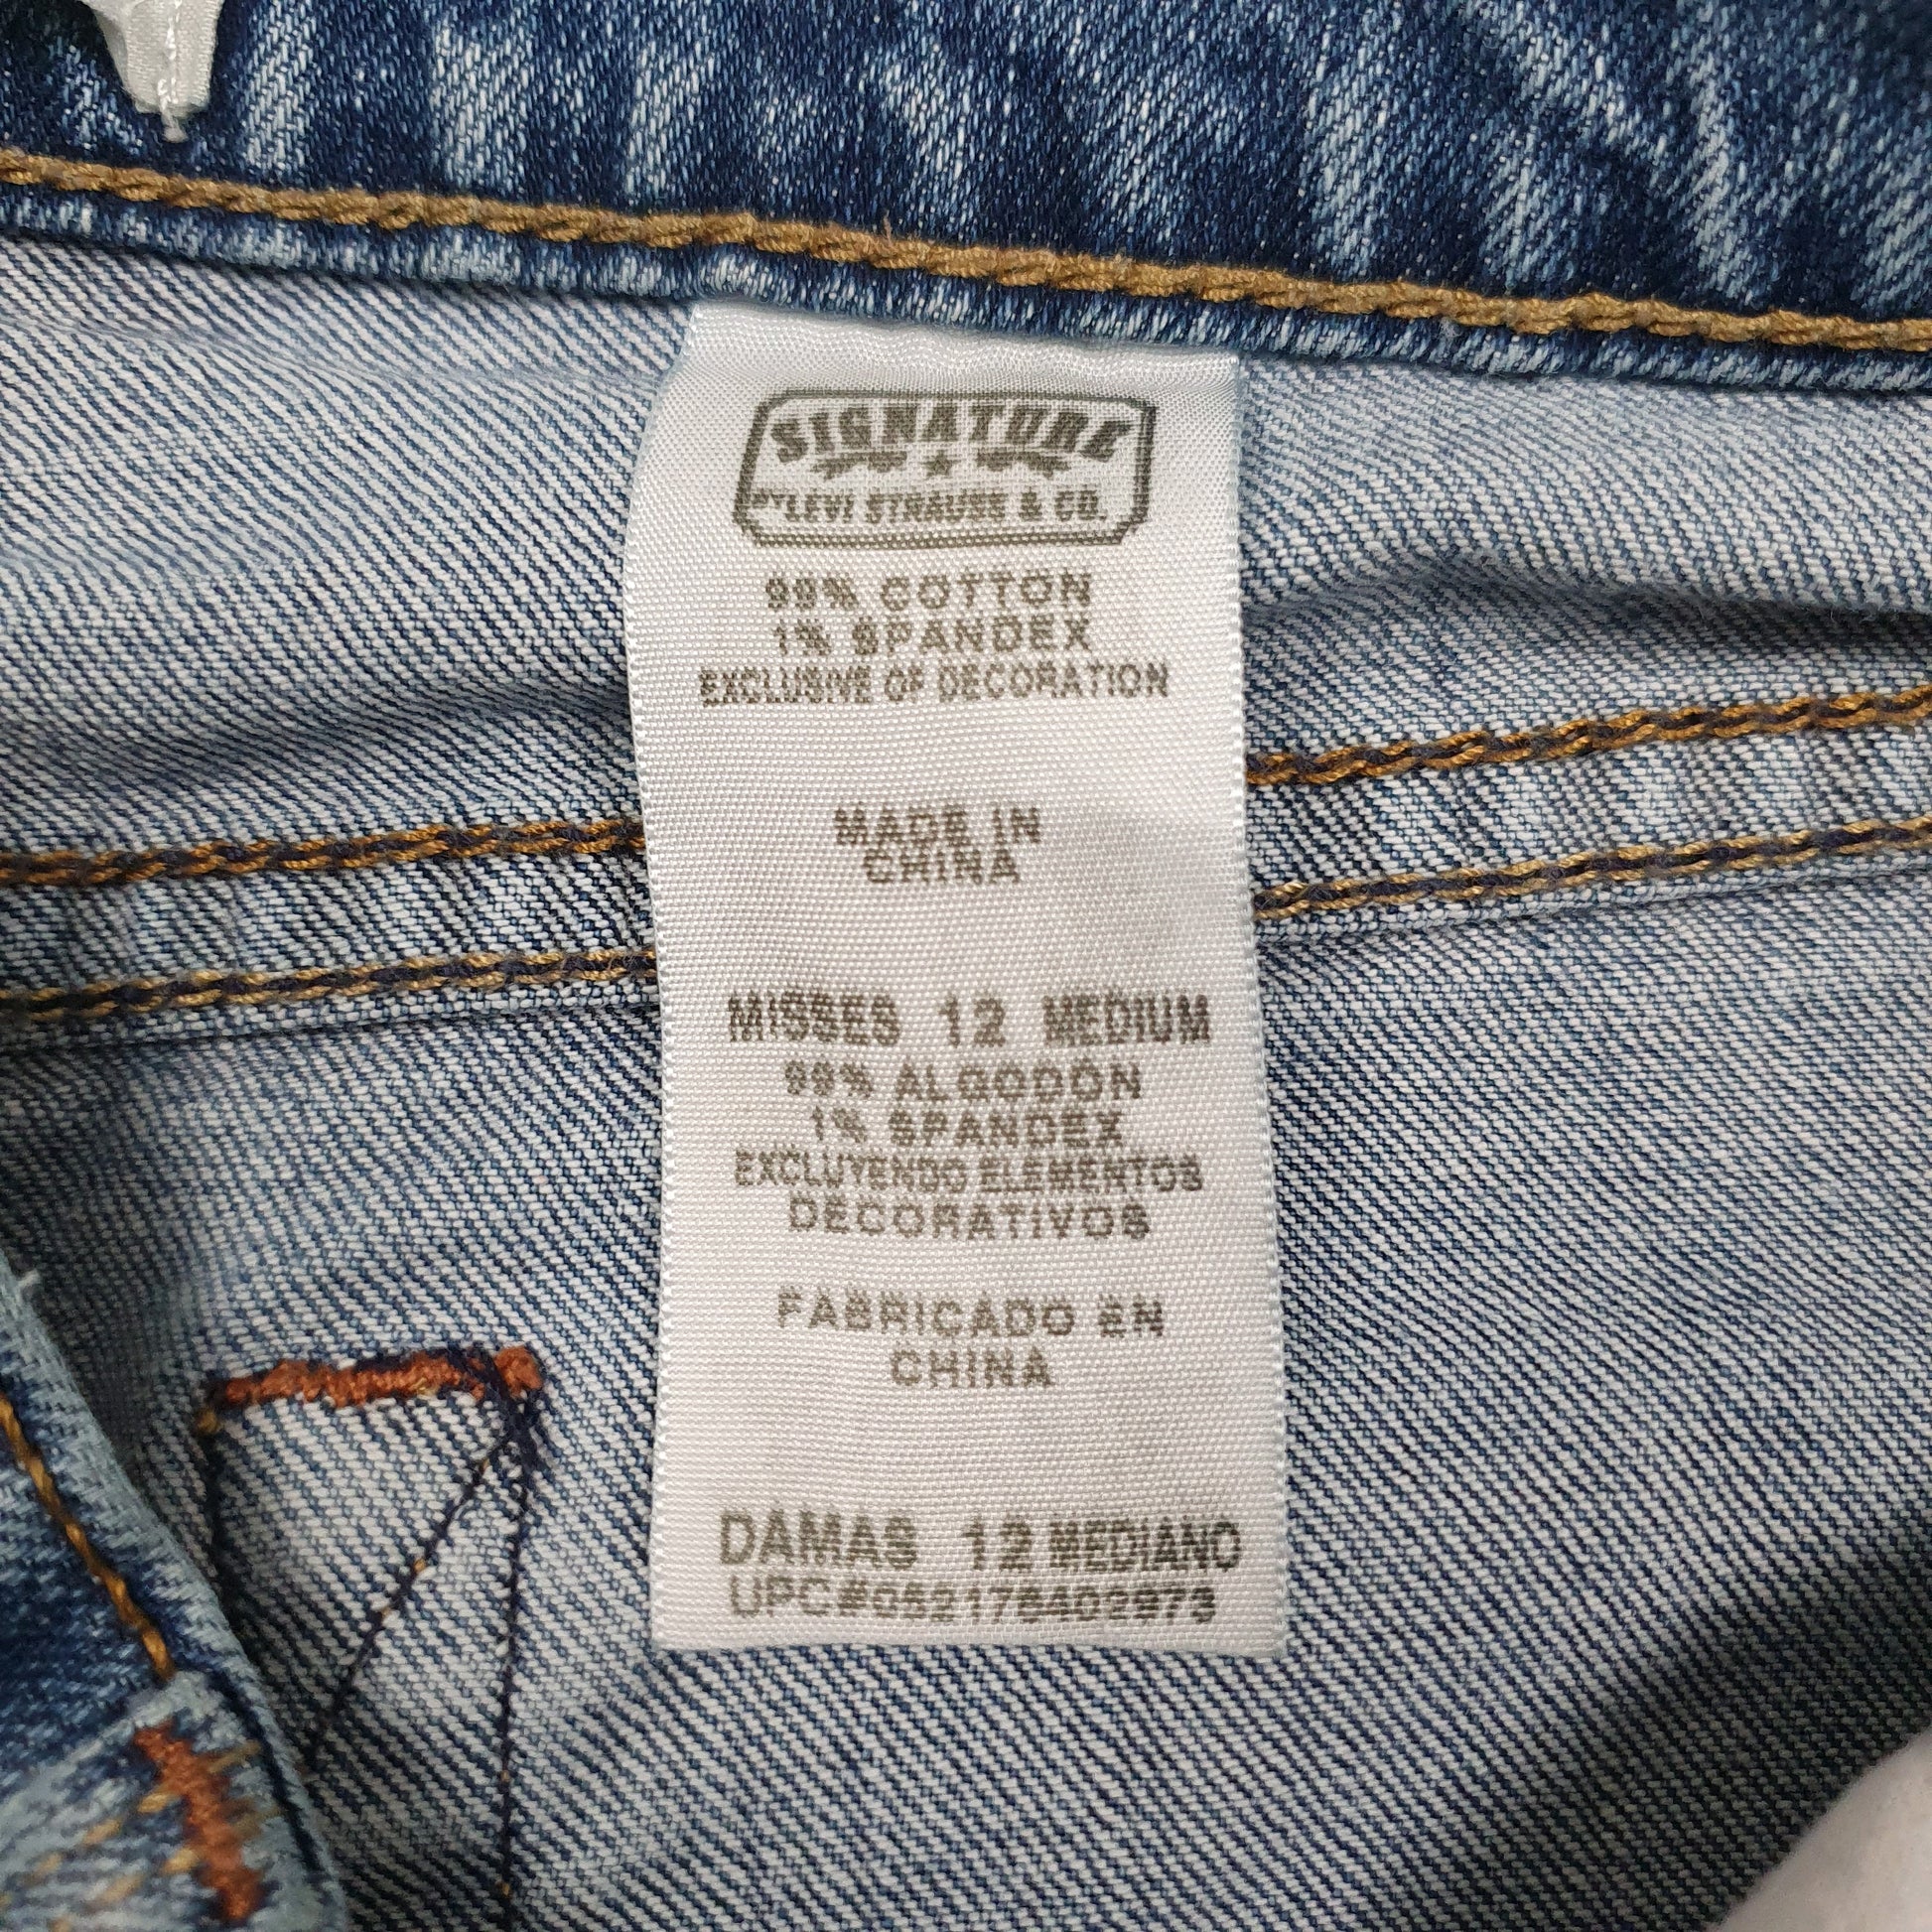 SIGNATURE
BY LEVI STRAUSS & CO.
99% COTTON
1% SPANDEX
EXCLUSIVE OF DECORATION
MADE IN
CHINA
MISSES 12 MEDIUM
99% ALGODÓN
1% SPANDEX
EXCLUYENDO ELEMENTOS
DECORATIVOS
FABRICADO EN
CHINA
DAMAS 12 MEDIANO
UPC#052178402973